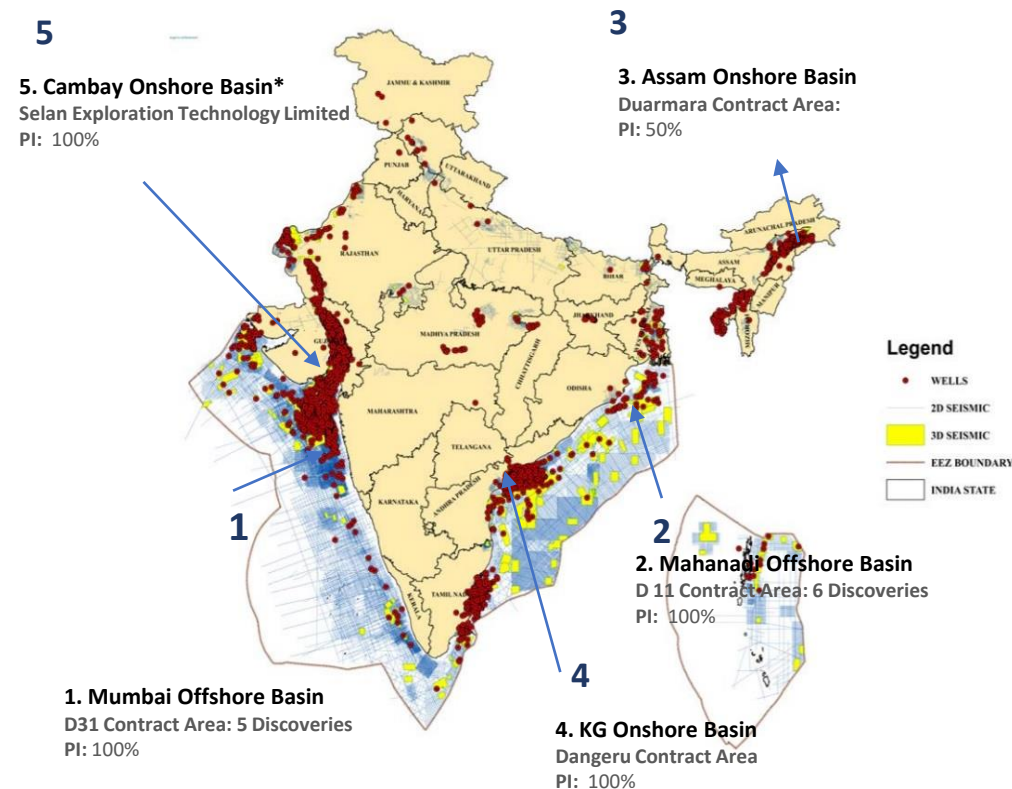 5
5. Cambay Onshore Basin*
Selan Exploration Technology Limited
PI: 100%
3
3. Assam Onshore Basin
Duarmara Contract Area:
PI: 50%
JAMMU & KASHMIR
PUNJAB
UTTARAKHAND
HARYANA
RAJASTHAN
UTTAR PRADESH
BIHAR
ARUNACHAL PRADESH
ASSAM
MEGHALAYA
MANIPUR
MIZORAM
MADHYA PRADESH
JHARKHAND
CHHATTISGARH
ODISHA
MAHARASHTRA
TELANGANA
KARNATAKA
ANDHRA PRADESH
KERALA
Legend
WELLS
2D SEISMIC
3D SEISMIC
EEZ BOUNDARY
INDIA STATE
1
2
2. Mahanadi Offshore Basin
D 11 Contract Area: 6 Discoveries
PI: 100%
4
1. Mumbai Offshore Basin
D31 Contract Area: 5 Discoveries
PI: 100%
4. KG Onshore Basin
Dangeru Contract Area
PI: 100%